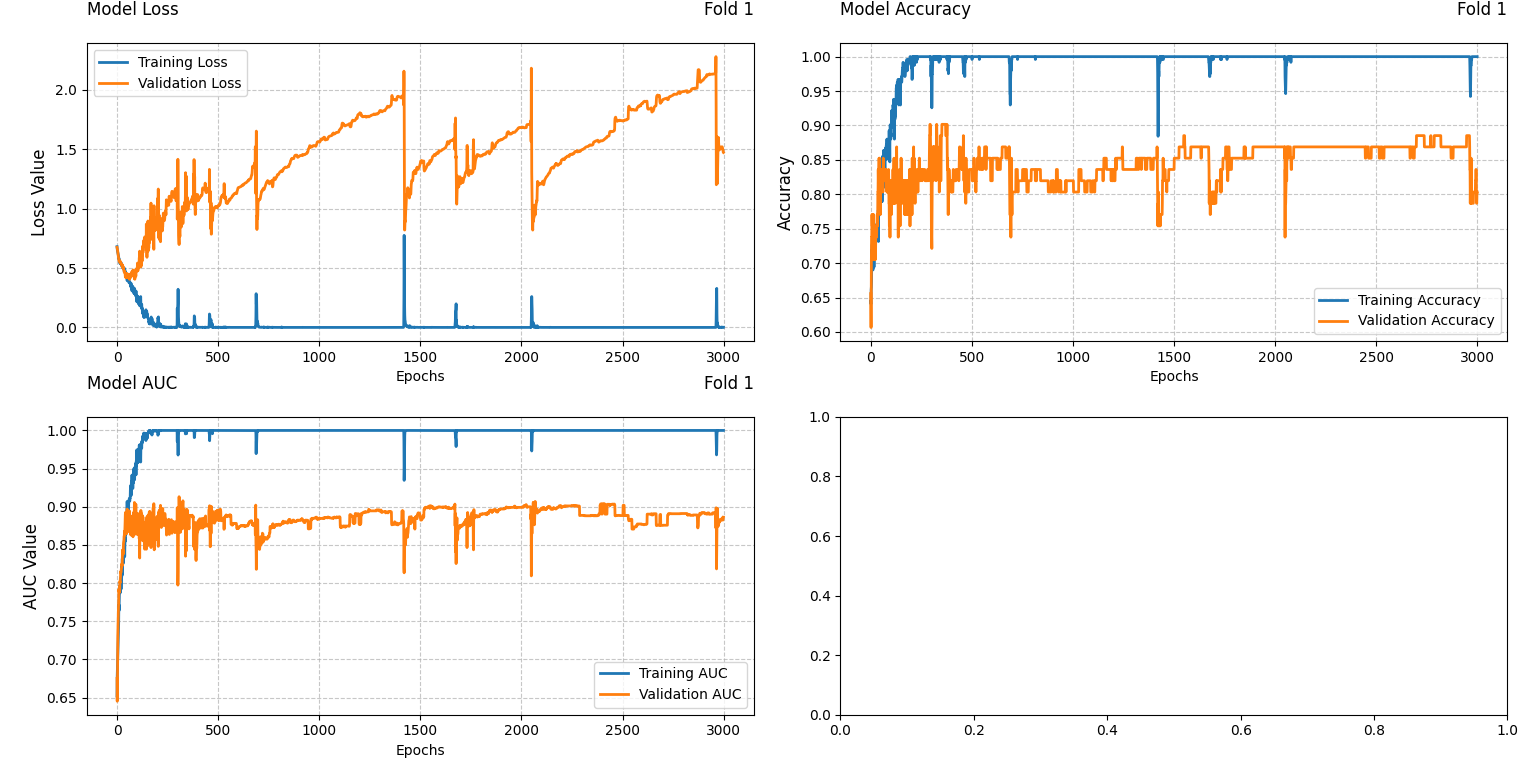 Model Loss Fold 1
Training Loss
Validation Loss
Loss Value
2.0
1.5
1.0
0.5
0.0
0 500 1000 1500 2000 2500 3000
Epochs
Model Accuracy Fold 1
Accuracy
1.00
0.95
0.90
0.85
0.80
0.75
0.70
0.65
0.60
Training Accuracy
Validation Accuracy
0 500 1000 1500 2000 2500 3000
Epochs
Model AUC Fold 1
AUC Value
1.00
0.95
0.90
0.85
0.80
0.75
0.70
0.65
Training AUC
Validation AUC
0 500 1000 1500 2000 2500 3000
Epochs
1.0
0.8
0.6
0.4
0.2
0.0
0.0 0.2 0.4 0.6 0.8 1.0